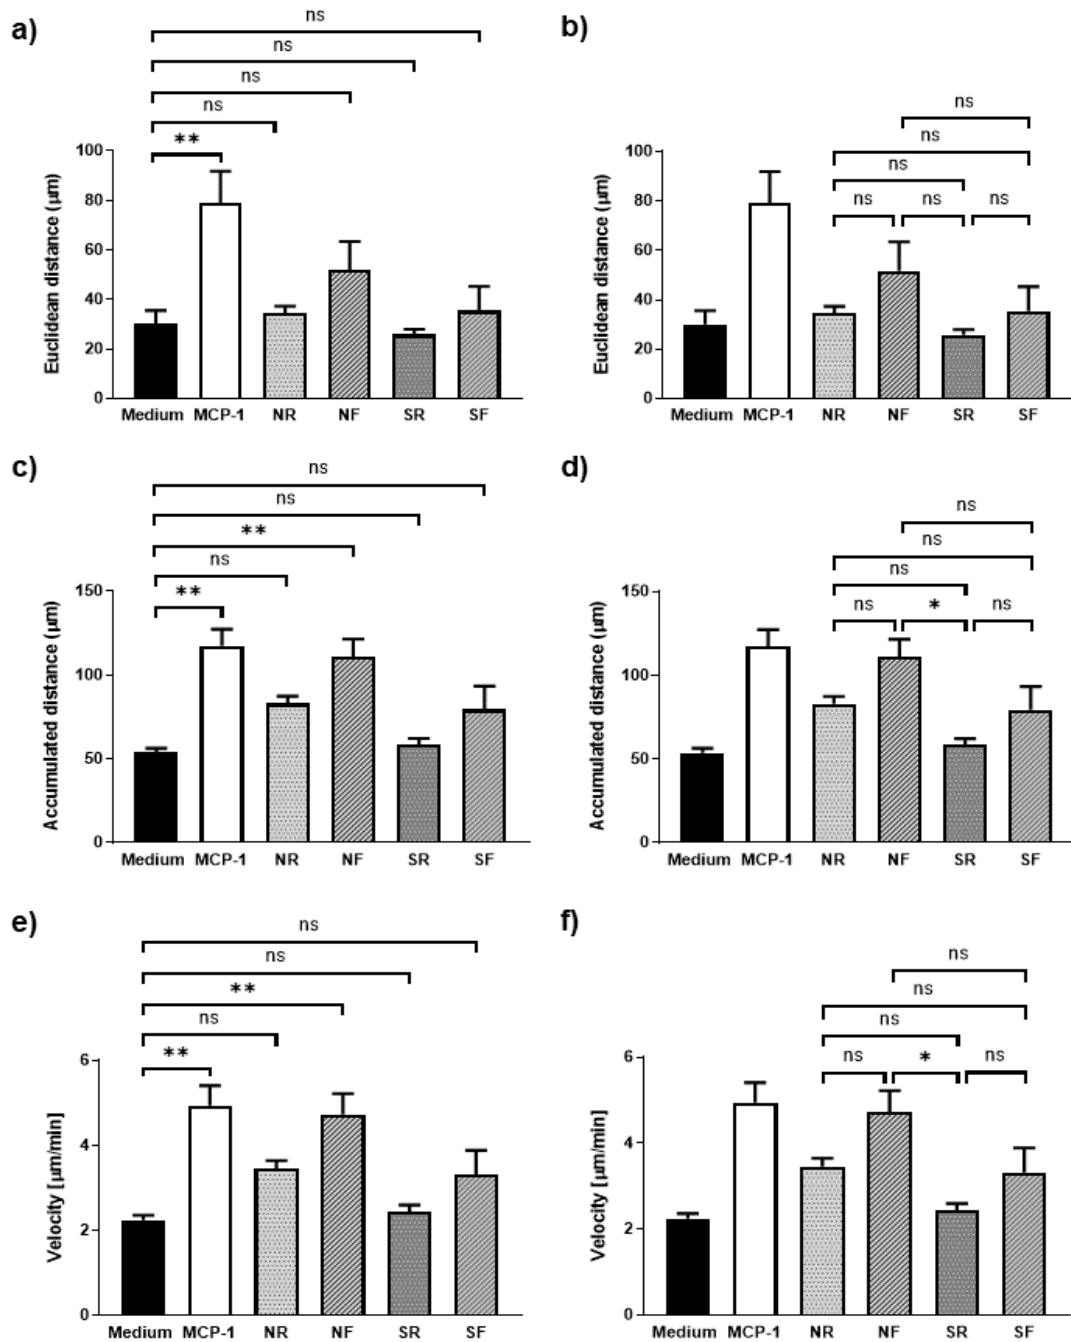 a)
ns
ns
ns
ns
**
Euclidean distance (µm)
100
80
60
40
20
0
Medium MCP-1 NR NF SR SF
b)
ns
ns
ns
ns ns ns
Euclidean distance (µm)
100
80
60
40
20
0
Medium MCP-1 NR NF SR SF
c)
ns
ns
**
ns
**
Accumulated distance (µm)
150
100
50
0
Medium MCP-1 NR NF SR SF
d)
ns
ns
ns
ns * ns
Accumulated distance (µm)
150
100
50
0
Medium MCP-1 NR NF SR SF
e)
ns
ns
**
ns
**
Velocity [µm/min]
6
4
2
0
Medium MCP-1 NR NF SR SF
f)
ns
ns
ns
ns * ns
Velocity [µm/min]
6
4
2
0
Medium MCP-1 NR NF SR SF